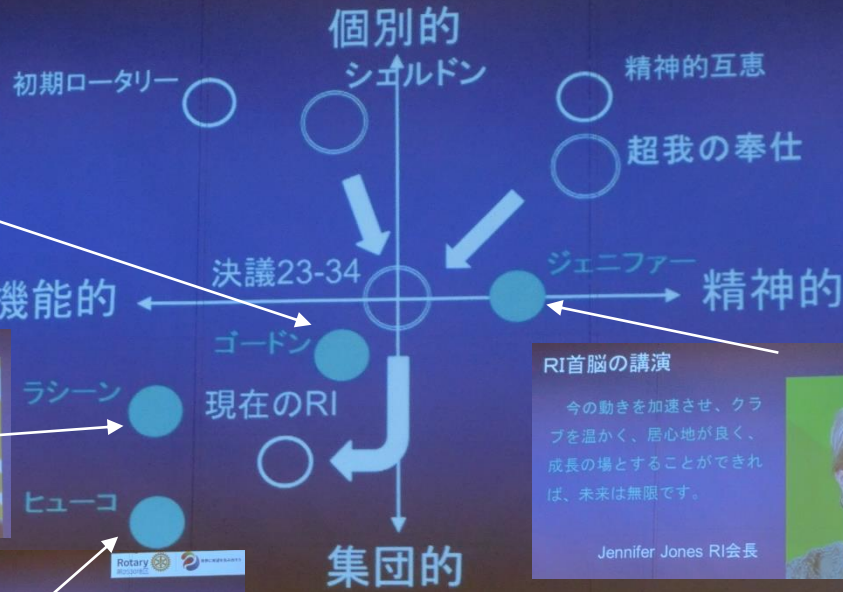 個別的
シェルドン
初期ロータリー
精神的互恵
超我の奉仕
決議23-34
ジェニファー
機能的
精神的
ゴードン
ラシーン
現在のRI
ヒューコ
集団的
RI首脳の講演
今の動きを加速させ、クラ
ブを温かく、居心地が良く、
成長の場とすることができれ
ば、未来は無限です。
Jennifer Jones RI会長
Rotary